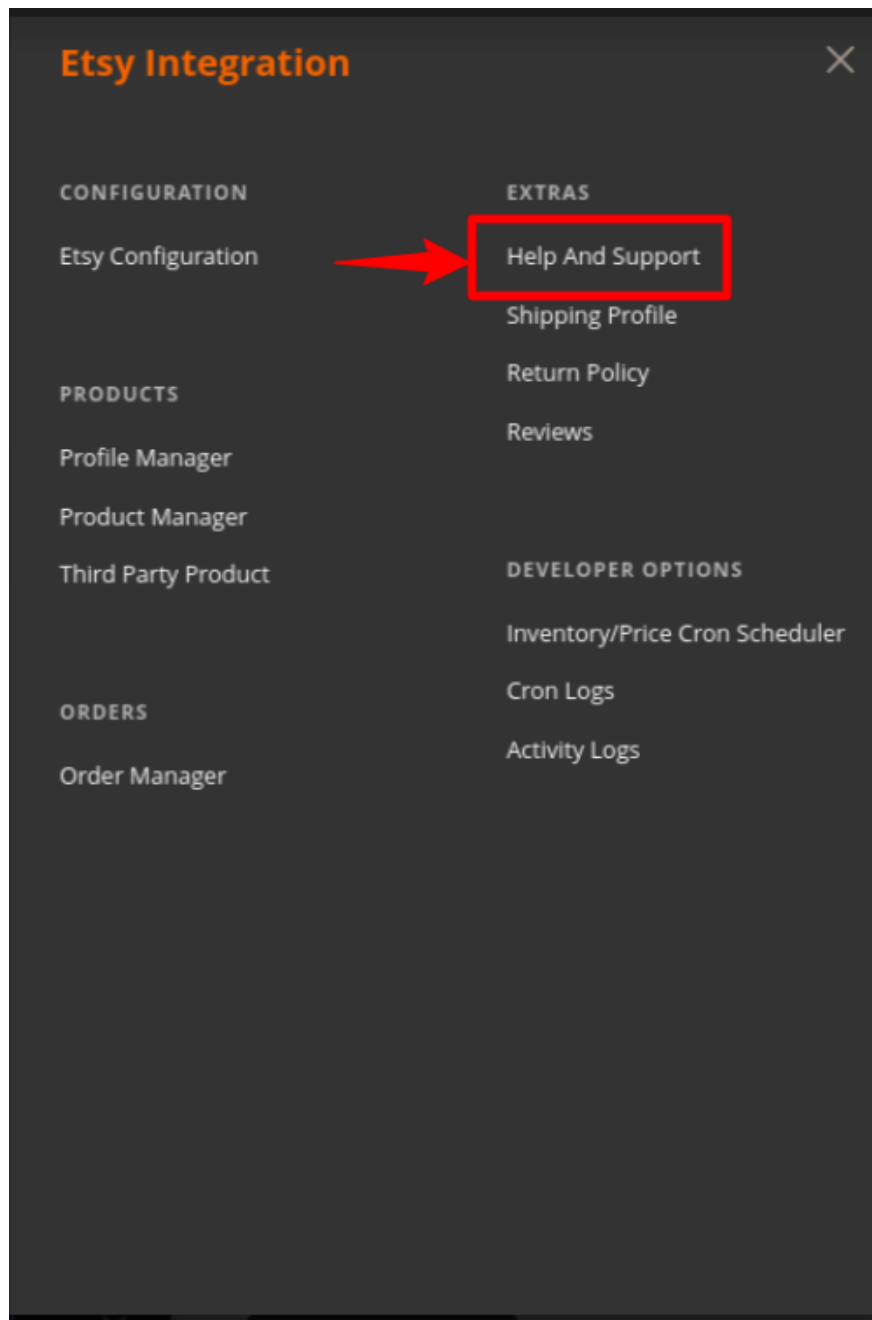 Etsy Integration
CONFIGURATION
Etsy Configuration
PRODUCTS
Profile Manager
Product Manager
Third Party Product
ORDERS
Order Manager
EXTRAS
Help And Support
Shipping Profile
Return Policy
Reviews
DEVELOPER OPTIONS
Inventory/Price Cron Scheduler
Cron Logs
Activity Logs